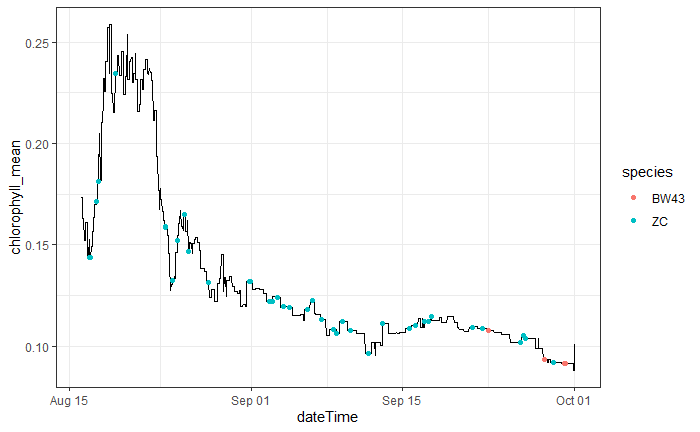 0.25
0.20
0.15
0.10
chlorophyll_mean
Aug 15
Sep 01
Sep 15
Oct 01
dateTime
species
BW43
ZC